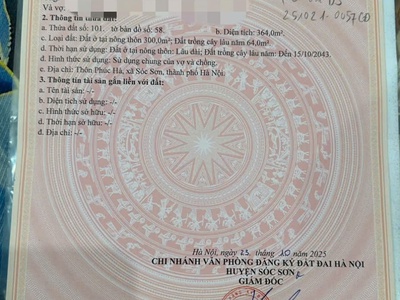 Và vợ:
2. Thông tin thửa đất:
a. Thửa đất số: 101. tờ bản đồ số: 58. b. Diện tích: 364,0m².
c. Loại đất: Đất ở tại nông thôn 300,0m²; Đất trồng cây lâu năm 64,0m².
d. Thời hạn sử dụng: Đất ở tại nông thôn: Lâu dài; Đất trồng cây lâu năm: Đến 15/10/2043.
đ. Hình thức sử dụng: Sử dụng chung của vợ và chồng.
e. Địa chỉ: Thôn Phúc Hà, xã Sóc Sơn, thành phố Hà Nội.
3. Thông tin tài sản gắn liền với đất:
a. Tên tài sản: -/-
b. Diện tích sử dụng: -/-
c. Hình thức sở hữu: -/-
d. Thời hạn sở hữu: -/-
đ. Địa chỉ: -/-
Hà Nội, ngày 23 tháng 10 năm 2025
CHI NHÁNH VĂN PHÒNG ĐĂNG KÝ ĐẤT ĐAI HÀ NỘI
HUYỆN SÓC SƠN
GIÁM ĐỐC